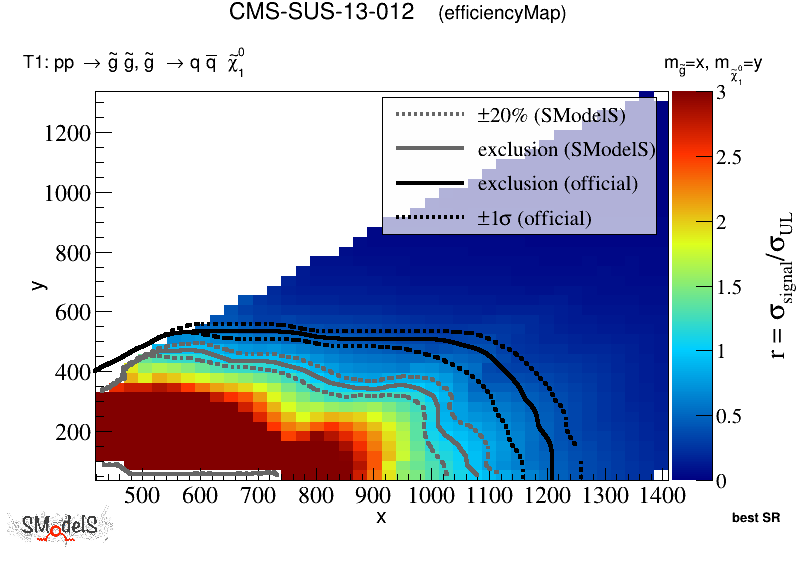 CMS-SUS-13-012 (efficiencyMap)
T1: pp → g̃ g̃, g̃ → q q̅ χ̃⁰₁
m_g̃=x, m_χ̃⁰₁=y
±20% (SModelS)
exclusion (SModelS)
exclusion (official)
±1σ (official)
1200
1000
800
600
400
200
y
500 600 700 800 900 1000 1100 1200 1300 1400
x
3
2.5
2
1.5
1
0.5
0
r = σ_signal/σ_UL
SModelS
best SR